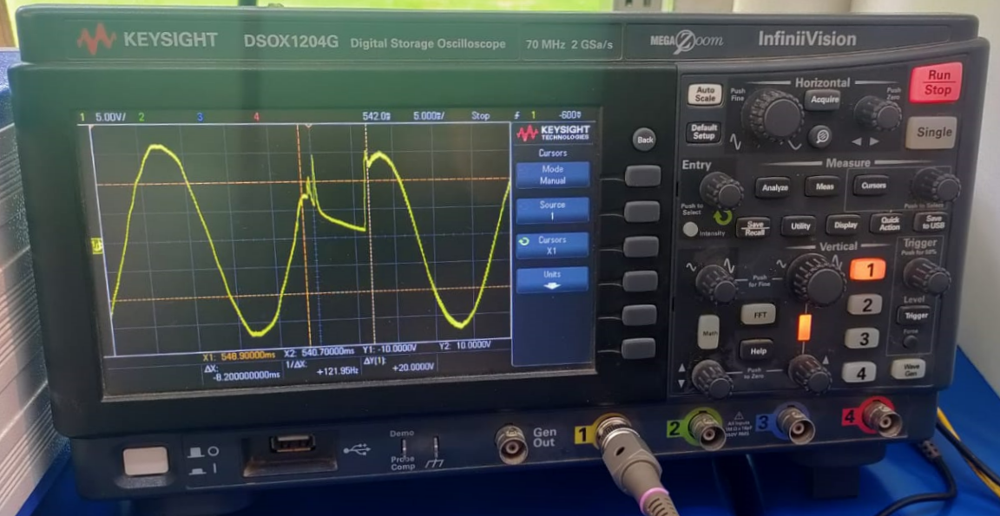 KEYSIGHT DSOX1204G Digital Storage Oscilloscope 70 MHz 2 GSa/s MEGA Zoom InfiniiVision
1 5.00V/ 2 3 4 542.0s 5.000s/ Stop 1 -600
KEYSIGHT
TECHNOLOGIES
Cursors
Mode
Manual
Source
1
Cursors
X1
Units
X1: 548.90000ms X2: 540.70000ms Y1: -10.0000V Y2: 10.0000V
ΔX:
-8.200000000ms
1/ΔX:
+121.95Hz
ΔY(1):
+20.0000V
Back
Auto
Scale
Default
Setup
Horizontal
Push
Fine
Acquire
Push
Zero
Run
Stop
Single
Entry
Push to
Select
Intensity
Measure
Analyze
Meas
Cursors
Push to Select
Save
Recall
Utility
Display
Quick
Action
Save
to USB
Vertical
Push
for Fine
1
2
3
4
FFT
Math
Help
Push
to Zero
Trigger
Push for 50%
Level
Trigger
Force
Wave
Gen
Demo
Probe
Comp
Gen
Out
1
2
3
4